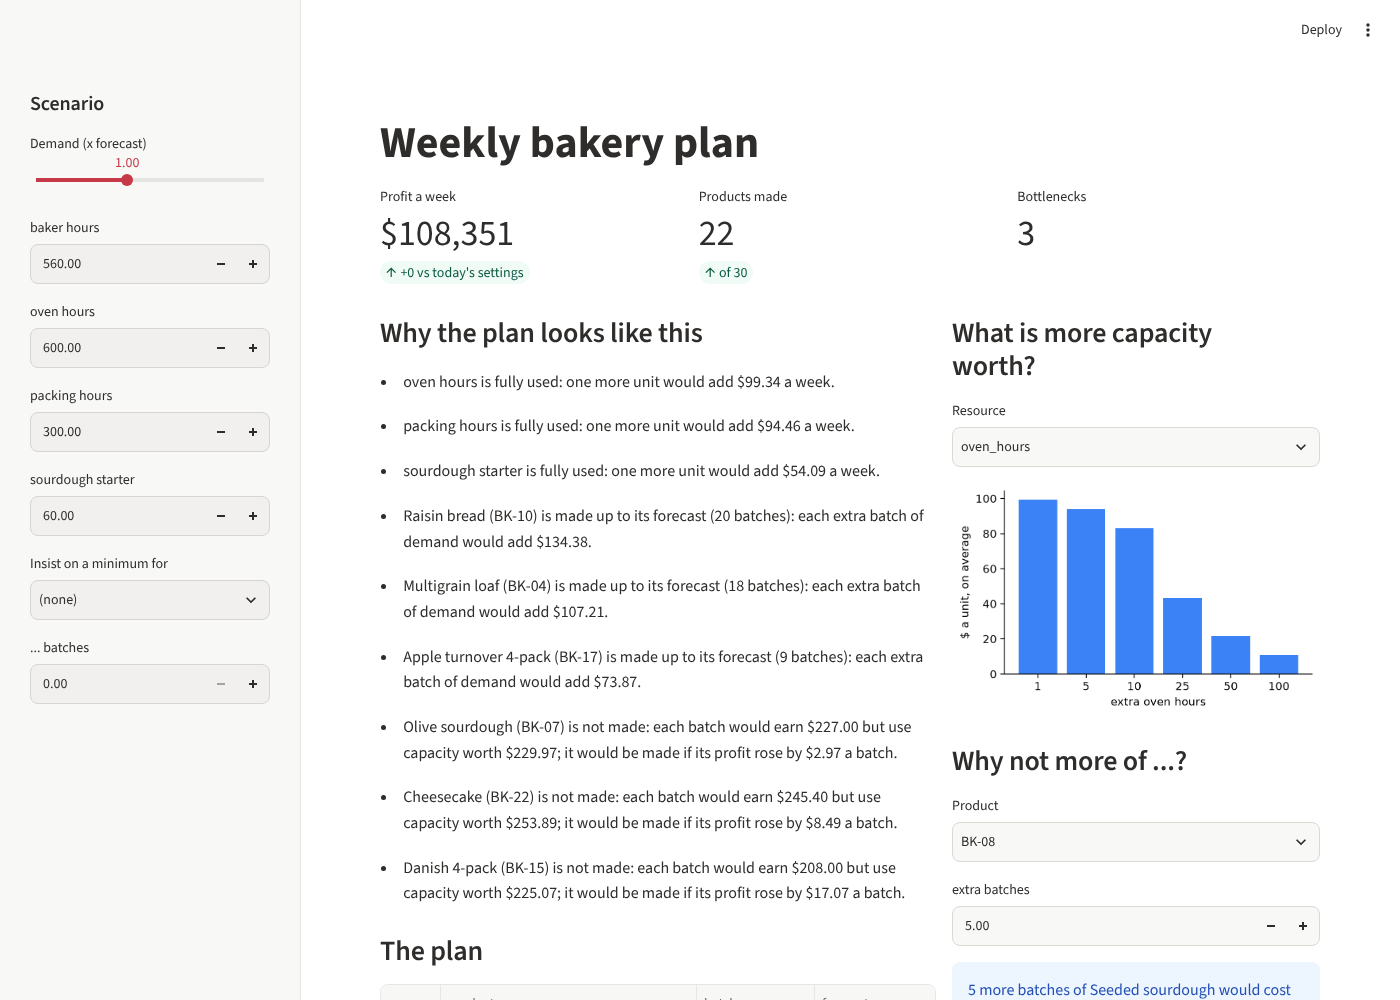 Deploy
Scenario
Demand (x forecast)
1.00
baker hours
560.00
oven hours
600.00
packing hours
300.00
sourdough starter
60.00
Insist on a minimum for
(none)
... batches
0.00
Weekly bakery plan
Profit a week
$108,351
↑ +0 vs today's settings
Products made
22
↑ of 30
Bottlenecks
3
Why the plan looks like this
• oven hours is fully used: one more unit would add $99.34 a week.
• packing hours is fully used: one more unit would add $94.46 a week.
• sourdough starter is fully used: one more unit would add $54.09 a week.
• Raisin bread (BK-10) is made up to its forecast (20 batches): each extra batch of
demand would add $134.38.
• Multigrain loaf (BK-04) is made up to its forecast (18 batches): each extra batch
of demand would add $107.21.
• Apple turnover 4-pack (BK-17) is made up to its forecast (9 batches): each extra
batch of demand would add $73.87.
• Olive sourdough (BK-07) is not made: each batch would earn $227.00 but use
capacity worth $229.97; it would be made if its profit rose by $2.97 a batch.
• Cheesecake (BK-22) is not made: each batch would earn $245.40 but use
capacity worth $253.89; it would be made if its profit rose by $8.49 a batch.
• Danish 4-pack (BK-15) is not made: each batch would earn $208.00 but use
capacity worth $225.07; it would be made if its profit rose by $17.07 a batch.
The plan
What is more capacity
worth?
Resource
oven_hours
$ a unit, on average
100
80
60
40
20
0
1 5 10 25 50 100
extra oven hours
Why not more of ...?
Product
BK-08
extra batches
5.00
5 more batches of Seeded sourdough would cost